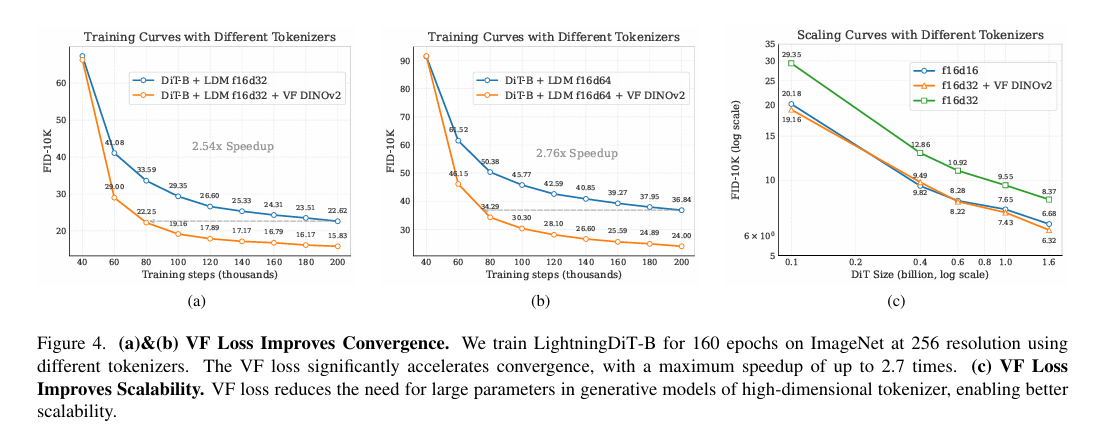 Training Curves with Different Tokenizers
FID-10K
60
50
40
30
20
DiT-B + LDM f16d32
DiT-B + LDM f16d32 + VF DINOv2
2.54x Speedup
41.08
33.59
29.35
26.60
25.33
24.31
23.51
22.62
29.00
22.25
19.16
17.89
17.17
16.79
16.17
15.83
40 60 80 100 120 140 160 180 200
Training steps (thousands)
(a)
Training Curves with Different Tokenizers
FID-10K
90
80
70
60
50
40
30
DiT-B + LDM f16d64
DiT-B + LDM f16d64 + VF DINOv2
2.76x Speedup
61.52
50.38
45.77
42.59
40.85
39.27
37.95
36.84
46.15
34.29
30.30
28.10
26.60
25.59
24.89
24.00
40 60 80 100 120 140 160 180 200
Training steps (thousands)
(b)
Scaling Curves with Different Tokenizers
FID-10K (log scale)
35
30
25
20
15
10
6 × 10⁰
5
f16d16
f16d32 + VF DINOv2
f16d32
29.35
20.18
19.16
12.86
9.49
9.82
10.92
8.28
8.22
9.55
7.65
7.43
8.37
6.68
6.32
0.1 0.2 0.4 0.6 0.8 1.0 1.6
DiT Size (billion, log scale)
(c)
Figure 4. (a)&(b) VF Loss Improves Convergence. We train LightningDiT-B for 160 epochs on ImageNet at 256 resolution using
different tokenizers. The VF loss significantly accelerates convergence, with a maximum speedup of up to 2.7 times. (c) VF Loss
Improves Scalability. VF loss reduces the need for large parameters in generative models of high-dimensional tokenizer, enabling better
scalability.